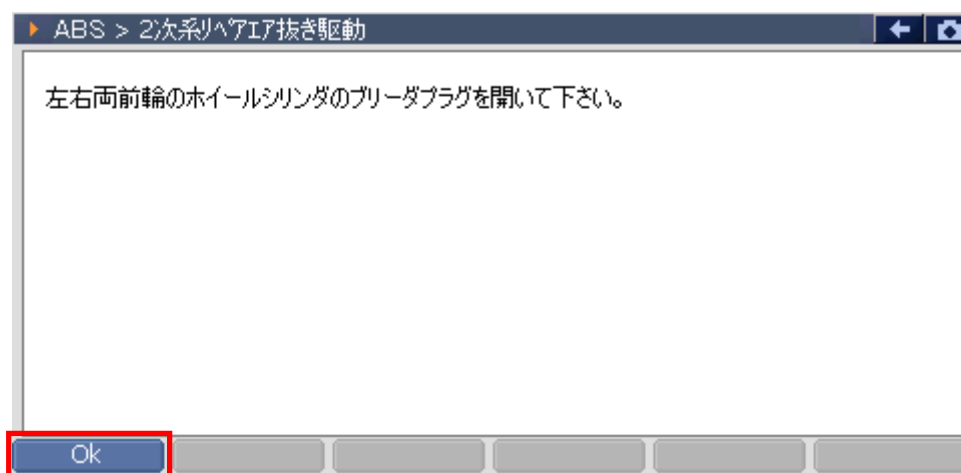 ABS > 2次系リペアエア抜き駆動
左右両前輪のホイールシリンダのブリーダプラグを開いて下さい。
Ok